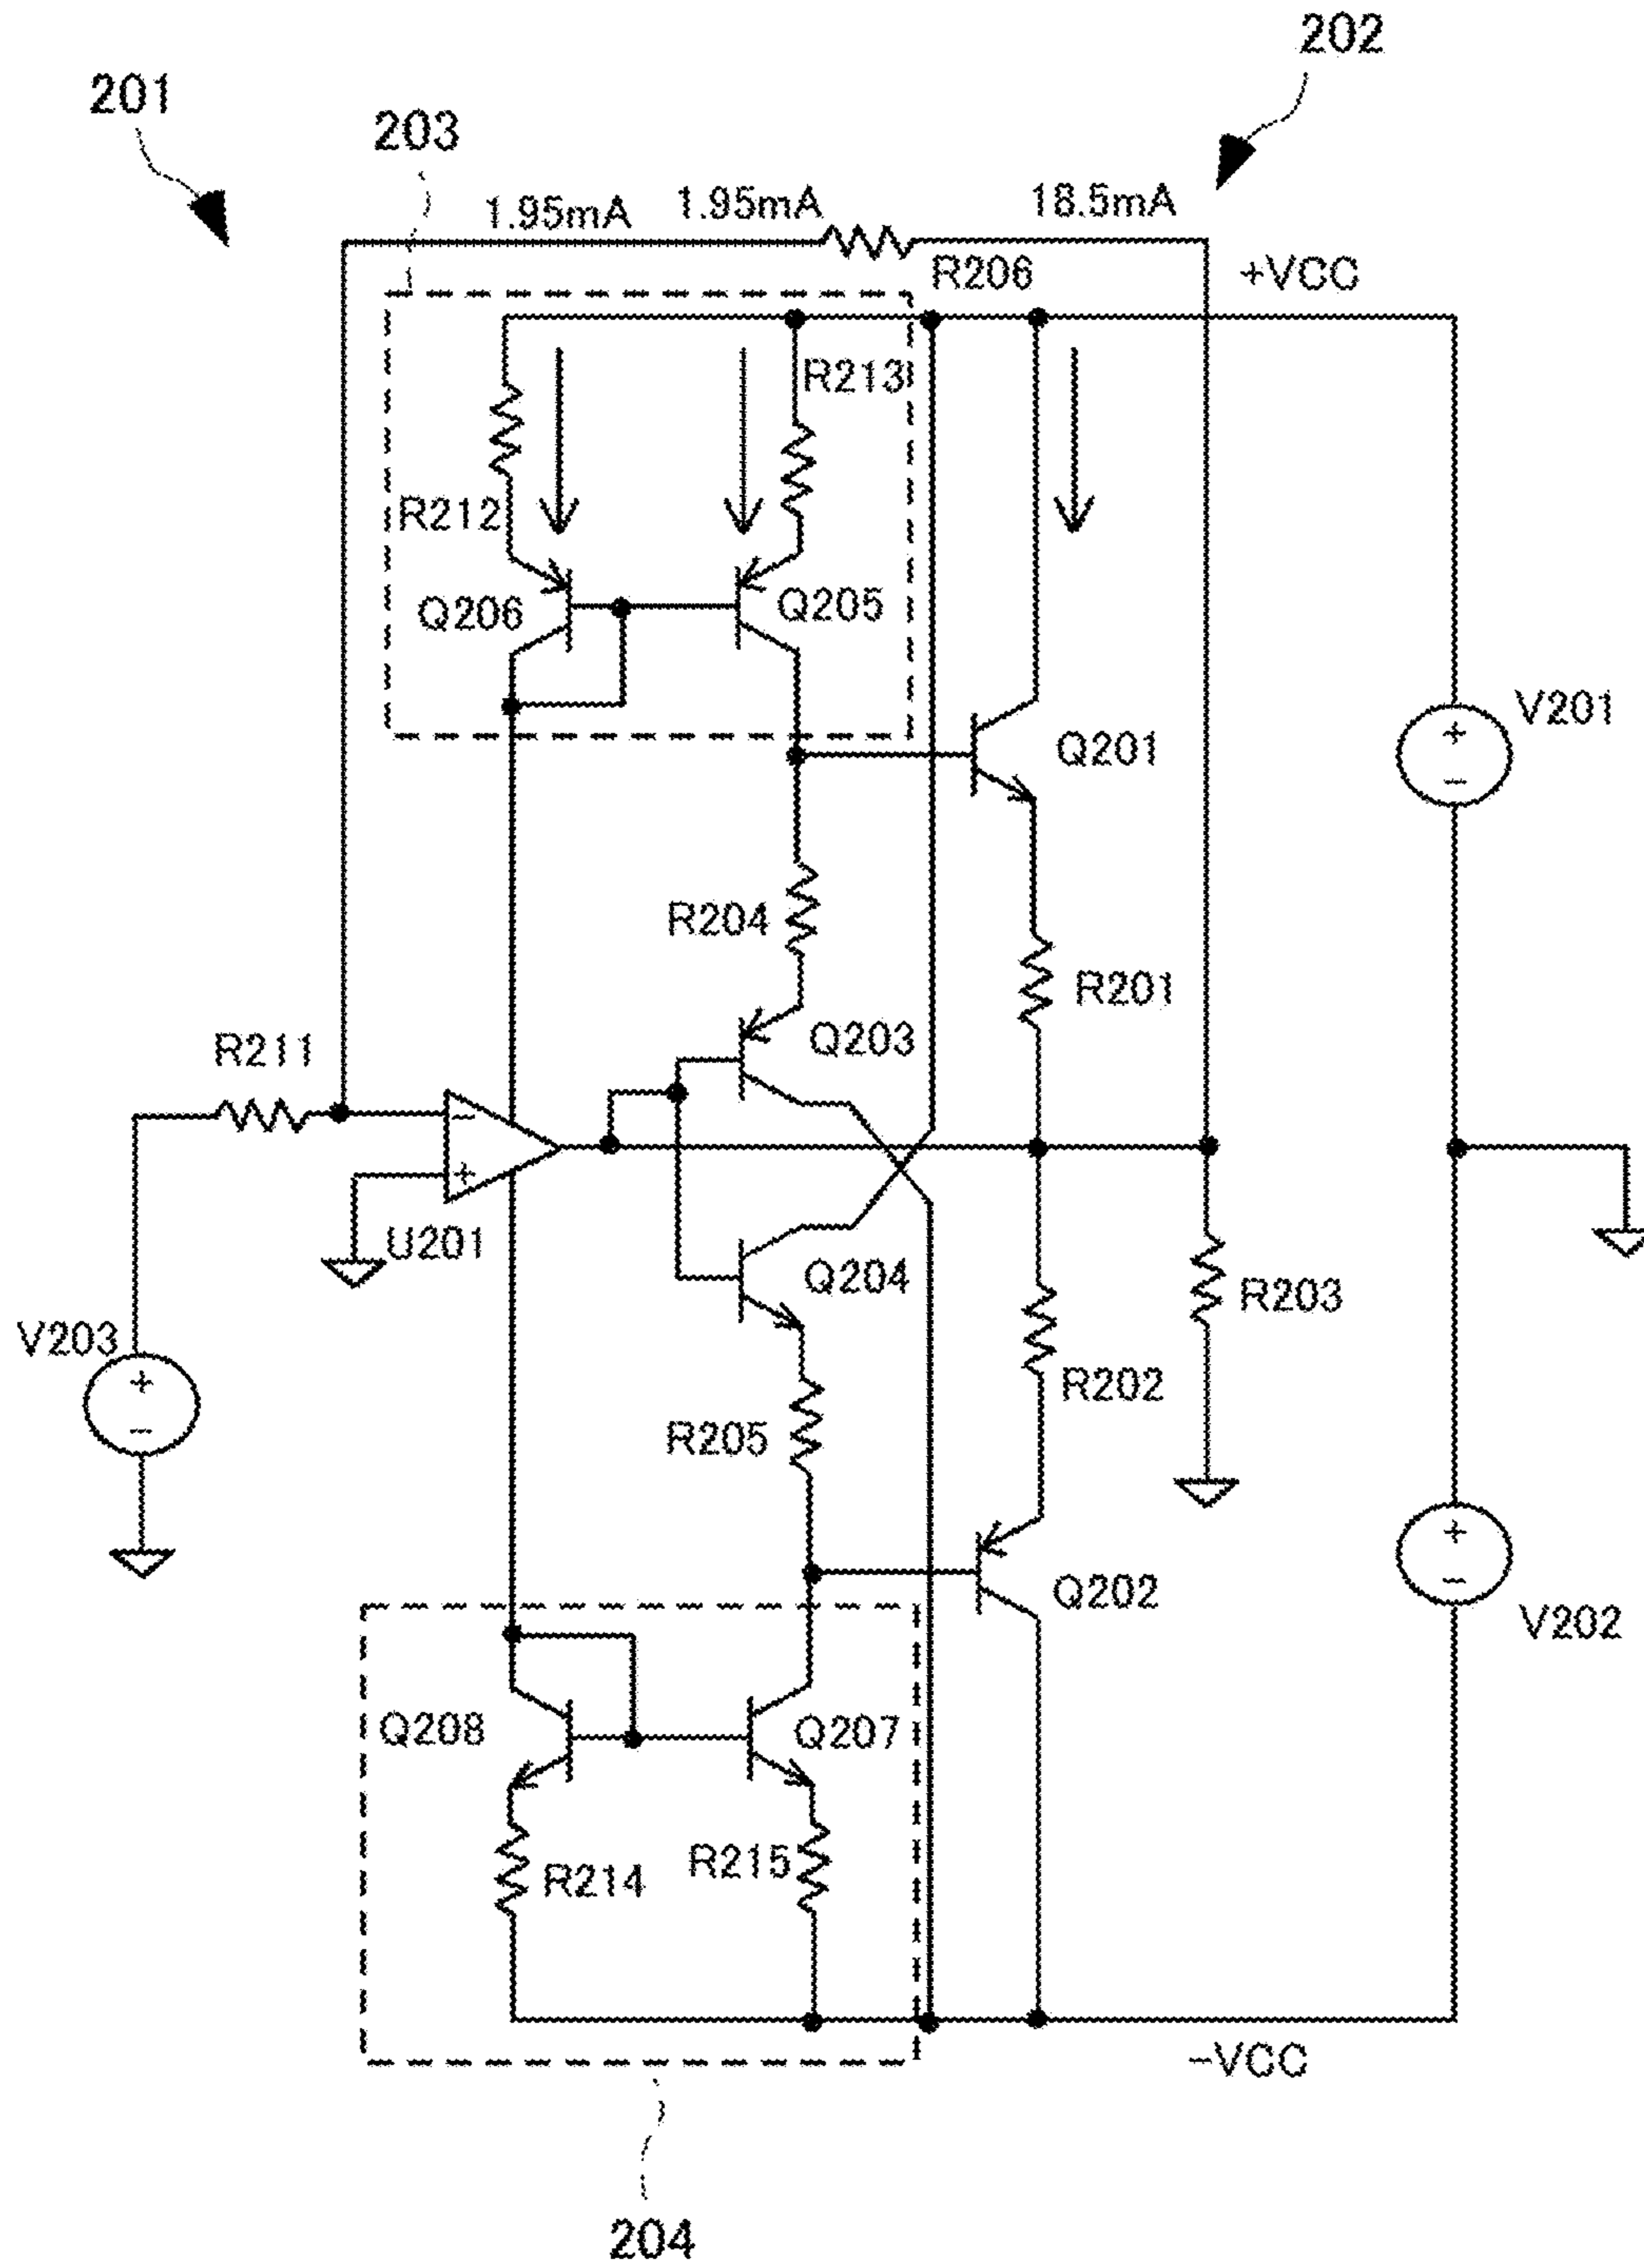 202
201
203
1.95mA 1.95mA 18.5mA
R206 +VCC
R213
R212
Q206 Q205
V201
+
−
Q201
R204
R201
Q203
R211
−
+
U201
Q204
R203
V203
+
−
R202
R205
+
−
Q202
V202
Q208 Q207
R214 R215
−VCC
204